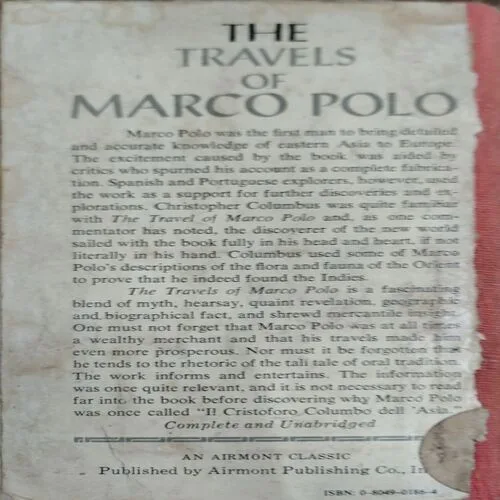 THE
TRAVELS
OF
MARCO POLO
Marco Polo was the first man to bring detailed
and accurate knowledge of eastern Asia to Europe.
The excitement caused by the book was aided by
critics who spurned his account as a complete fabrica-
tion. Spanish and Portuguese explorers, however, used
the work as a support for further discoveries and ex-
plorations. Christopher Columbus was quite familiar
with The Travel of Marco Polo and, as one com-
mentator has noted, the discoverer of the new world
sailed with the book fully in his head and heart, if not
literally in his hand. Columbus used some of Marco
Polo's descriptions of the flora and fauna of the Orient
to prove that he indeed found the Indies.
The Travels of Marco Polo is a fascinating
blend of myth, hearsay, quaint revelation, geographic
and biographical fact, and shrewd mercantile insight.
One must not forget that Marco Polo was at all times
a wealthy merchant and that his travels made him
even more prosperous. Nor must it be forgotten that
he tends to the rhetoric of the tall tale of oral tradition.
The work informs and entertains. The information
was once quite relevant, and it is not necessary to read
far into the book before discovering why Marco Polo
was once called "Il Cristoforo Columbo dell 'Asia."
Complete and Unabridged
AN AIRMONT CLASSIC
Published by Airmont Publishing Co., In
ISBN: 0-8049-0186-4